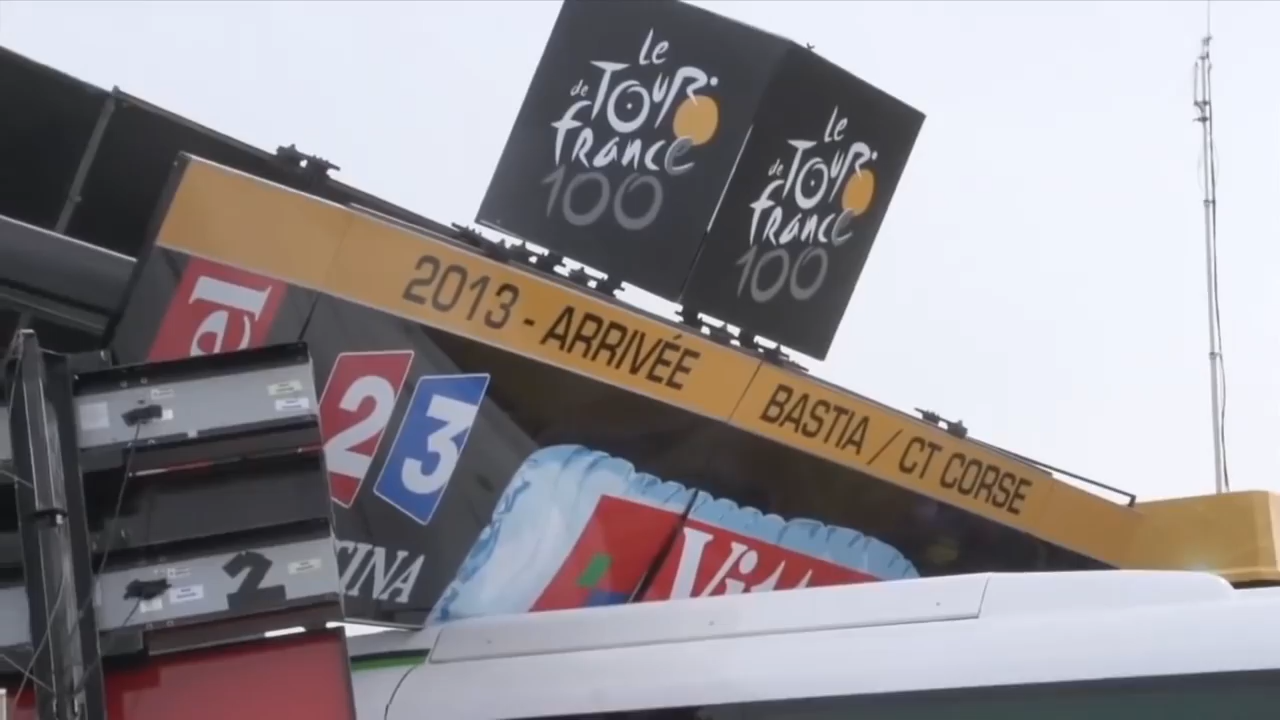 Le
de TOUR
france
100
Le
de TOUR
france
100
2013 - ARRIVÉE
BASTIA / CT CORSE
2
3
2